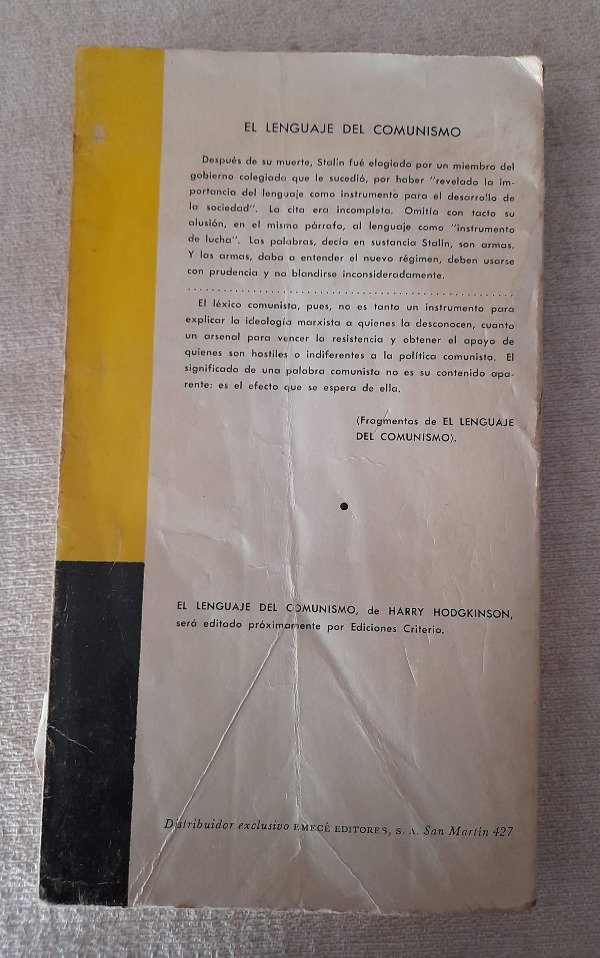 EL LENGUAJE DEL COMUNISMO
Después de su muerte, Stalin fué elogiado por un miembro del
gobierno colegiado que le sucedió, por haber "revelado la im-
portancia del lenguaje como instrumento para el desarrollo de
la sociedad". La cita era incompleta. Omitía con tacto su
alusión, en el mismo párrafo, al lenguaje como "instrumento
de lucha". Las palabras, decía en sustancia Stalin, son armas.
Y las armas, daba a entender el nuevo régimen, deben usarse
con prudencia y no blandirse inconsideradamente.
El léxico comunista, pues, no es tanto un instrumento para
explicar la ideología marxista a quienes la desconocen, cuanto
un arsenal para vencer la resistencia y obtener el apoyo de
quienes son hostiles o indiferentes a la política comunista. El
significado de una palabra comunista no es su contenido apa-
rente: es el efecto que se espera de ella.
(Fragmentos de EL LENGUAJE
DEL COMUNISMO).
EL LENGUAJE DEL COMUNISMO, de HARRY HODGKINSON,
será editado próximamente por Ediciones Criterio.
Distribuidor exclusivo EMECÉ EDITORES, S. A. San Martín 427